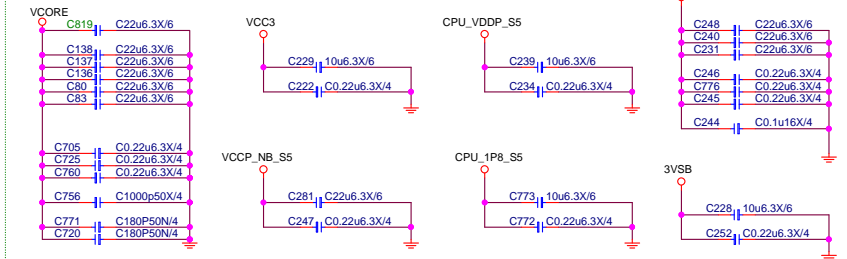 VCORE
C819 C22u6.3X/6
C138 C22u6.3X/6
C137 C22u6.3X/6
C136 C22u6.3X/6
C80 C22u6.3X/6
C83 C22u6.3X/6
C705 C0.22u6.3X/4
C725 C0.22u6.3X/4
C760 C0.22u6.3X/4
C756 C1000p50X/4
C771 C180P50N/4
C720 C180P50N/4
VCC3
C229 10u6.3X/6
C222 C0.22u6.3X/4
VCCP_NB_S5
C281 C22u6.3X/6
C247 C0.22u6.3X/4
CPU_VDDP_S5
C239 10u6.3X/6
C234 C0.22u6.3X/4
CPU_1P8_S5
C773 10u6.3X/6
C772 C0.22u6.3X/4
C248 C22u6.3X/6
C240 C22u6.3X/6
C231 C22u6.3X/6
C246 C0.22u6.3X/4
C776 C0.22u6.3X/4
C245 C0.22u6.3X/4
C244 C0.1u16X/4
3VSB
C228 10u6.3X/6
C252 C0.22u6.3X/4